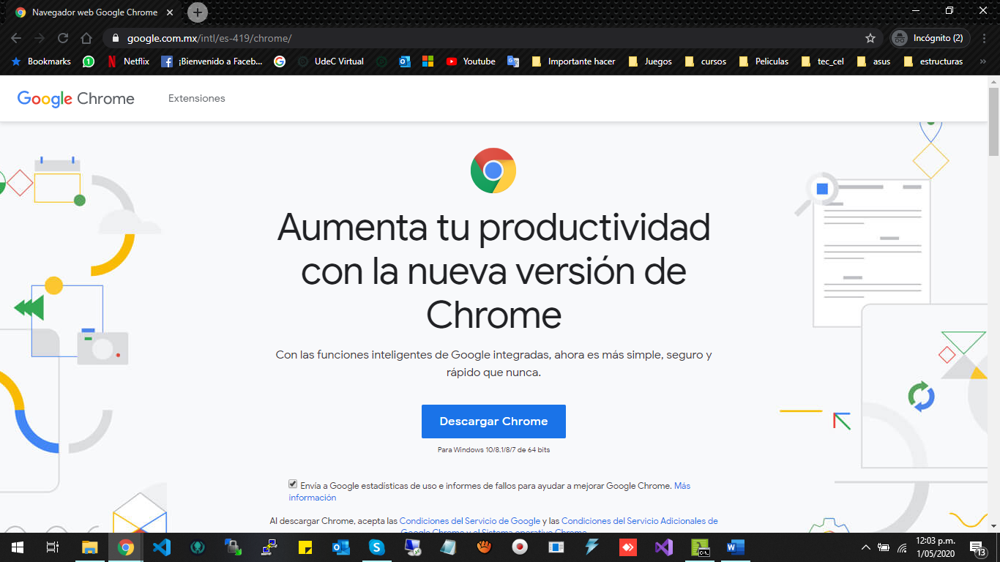 Navegador web Google Chrome
google.com.mx/intl/es-419/chrome/
Incógnito (2)
Bookmarks
1
Netflix
¡Bienvenido a Faceb...
UdeC Virtual
Youtube
Importante hacer
Juegos
cursos
Peliculas
tec_cel
asus
estructuras
Google Chrome
Extensiones
Aumenta tu productividad
con la nueva versión de
Chrome
Con las funciones inteligentes de Google integradas, ahora es más simple, seguro y
rápido que nunca.
Descargar Chrome
Para Windows 10/8.1/8/7 de 64 bits
Envía a Google estadísticas de uso e informes de fallos para ayudar a mejorar Google Chrome. Más
información
Al descargar Chrome, acepta las Condiciones del Servicio de Google y las Condiciones del Servicio Adicionales de
Google Chrome y el Sistema operativo Chrome
12:03 p.m.
1/05/2020
13